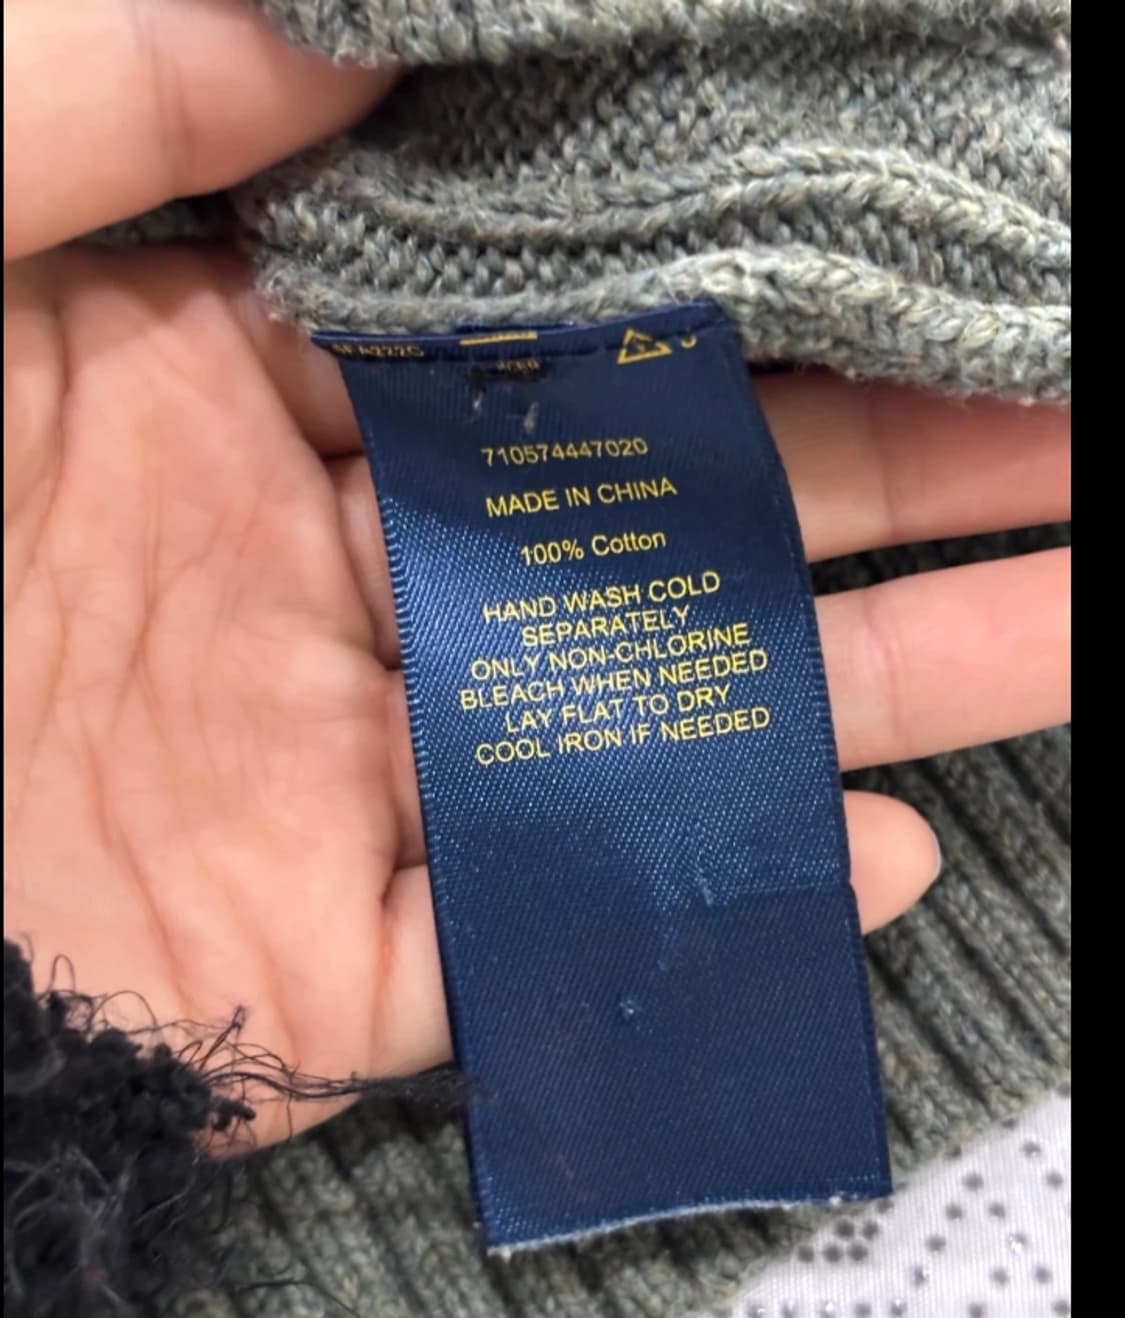 710574447020
MADE IN CHINA
100% Cotton
HAND WASH COLD
SEPARATELY
ONLY NON-CHLORINE
BLEACH WHEN NEEDED
LAY FLAT TO DRY
COOL IRON IF NEEDED